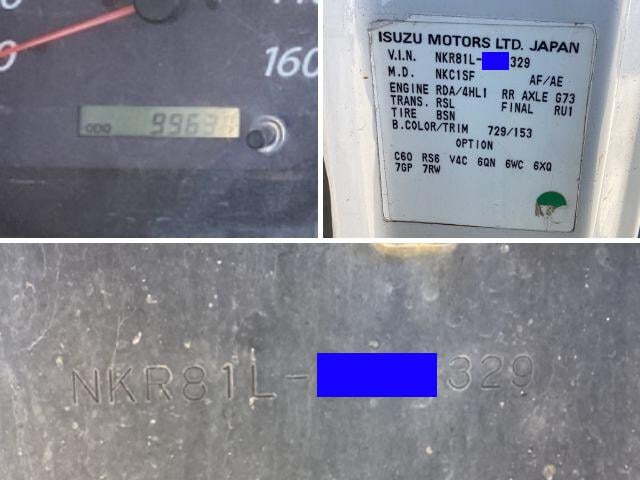 160
ODO
ISUZU MOTORS LTD. JAPAN
V.I.N. NKR81L- 329
M.D. NKC1SF AF/AE
ENGINE RDA/4HL1 RR AXLE G73
TRANS. RSL FINAL RU1
TIRE BSN
B.COLOR/TRIM 729/153
OPTION
C60 RS6 V4C 6QN 6WC 6XQ
7GP 7RW
NKR81L- 329